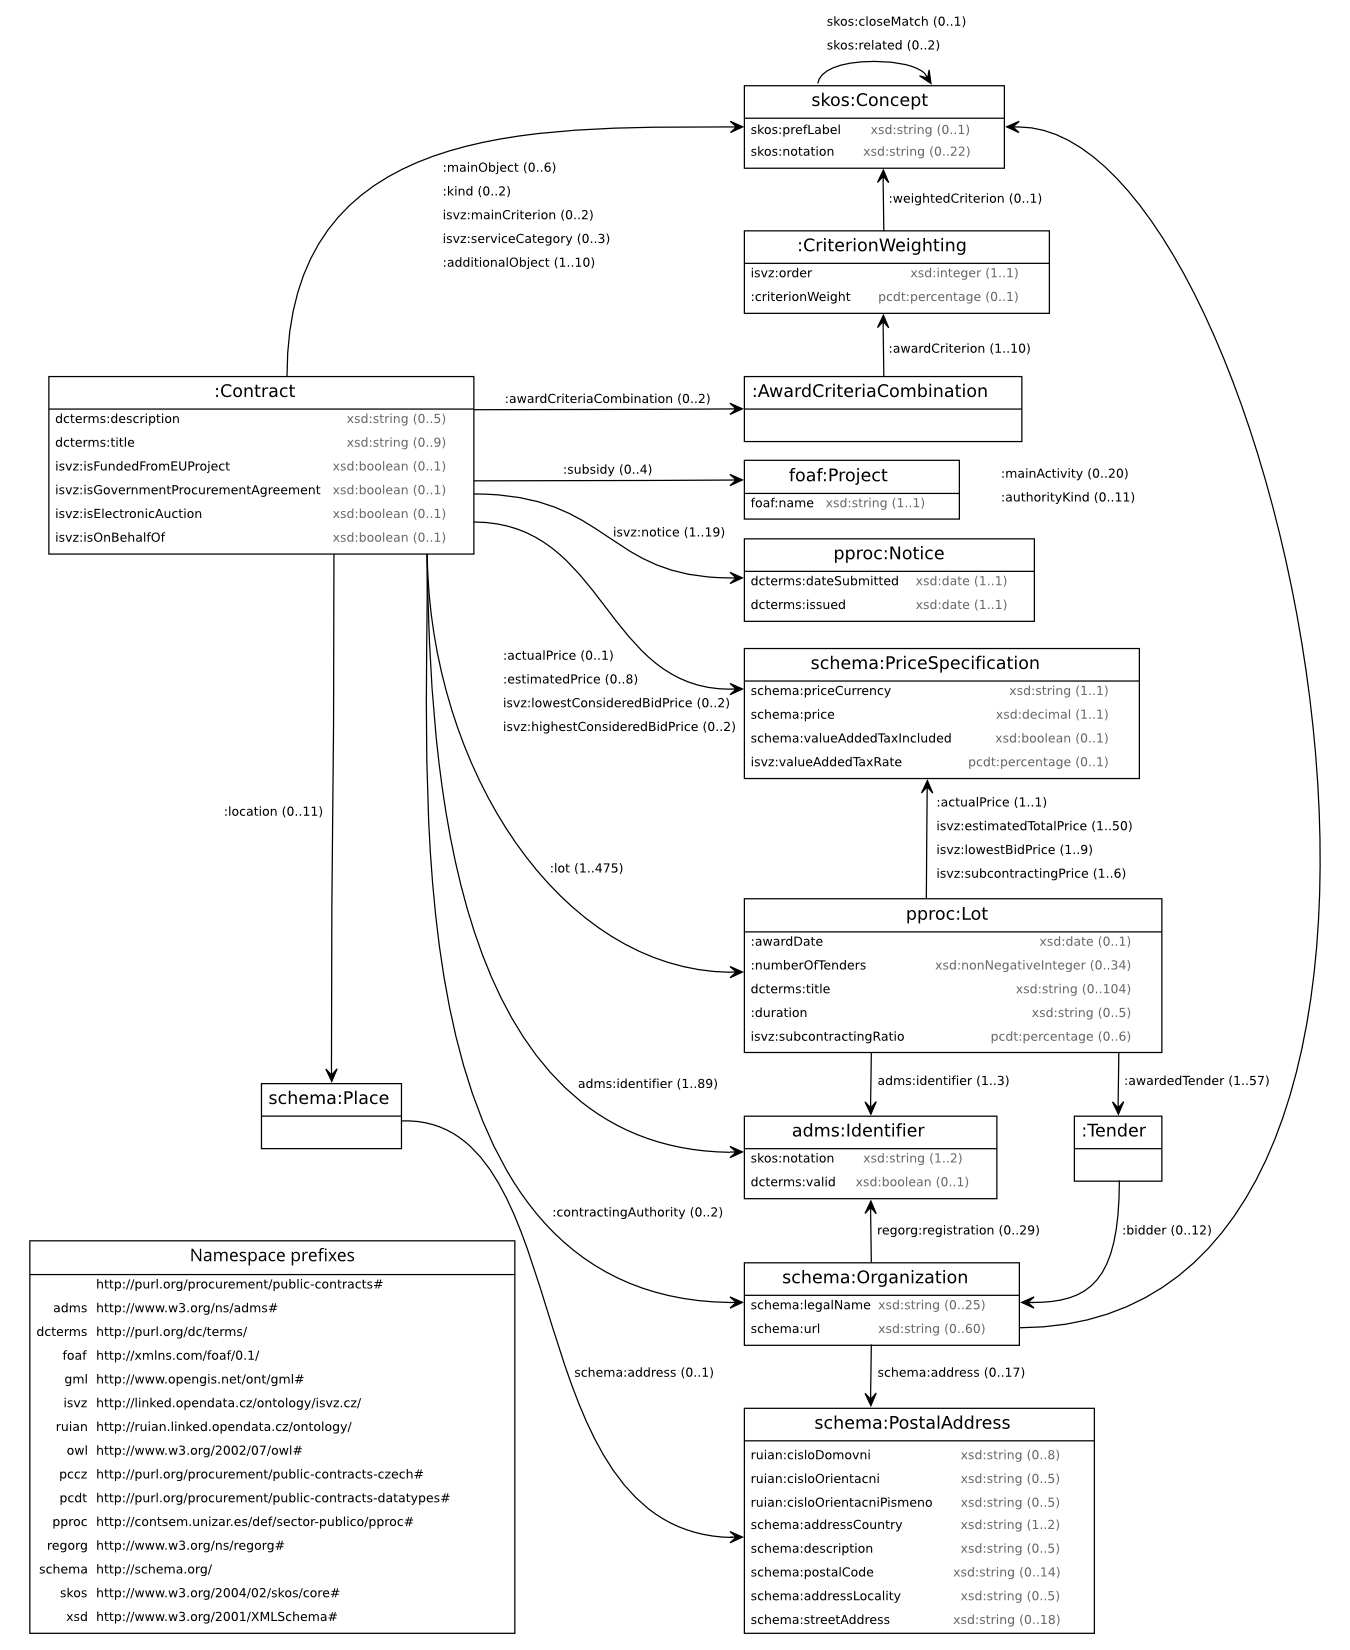 skos:closeMatch (0..1)
skos:related (0..2)
skos:Concept
skos:prefLabel xsd:string (0..1)
skos:notation xsd:string (0..22)
:mainObject (0..6)
:kind (0..2)
isvz:mainCriterion (0..2)
isvz:serviceCategory (0..3)
:additionalObject (1..10)
:weightedCriterion (0..1)
:CriterionWeighting
isvz:order xsd:integer (1..1)
:criterionWeight pcdt:percentage (0..1)
:awardCriterion (1..10)
:Contract
dcterms:description xsd:string (0..5)
dcterms:title xsd:string (0..9)
isvz:isFundedFromEUProject xsd:boolean (0..1)
isvz:isGovernmentProcurementAgreement xsd:boolean (0..1)
isvz:isElectronicAuction xsd:boolean (0..1)
isvz:isOnBehalfOf xsd:boolean (0..1)
:awardCriteriaCombination (0..2)
:AwardCriteriaCombination
:subsidy (0..4)
foaf:Project
foaf:name xsd:string (1..1)
:mainActivity (0..20)
:authorityKind (0..11)
isvz:notice (1..19)
pproc:Notice
dcterms:dateSubmitted xsd:date (1..1)
dcterms:issued xsd:date (1..1)
:actualPrice (0..1)
:estimatedPrice (0..8)
isvz:lowestConsideredBidPrice (0..2)
isvz:highestConsideredBidPrice (0..2)
schema:PriceSpecification
schema:priceCurrency xsd:string (1..1)
schema:price xsd:decimal (1..1)
schema:valueAddedTaxIncluded xsd:boolean (0..1)
isvz:valueAddedTaxRate pcdt:percentage (0..1)
:location (0..11)
:actualPrice (1..1)
isvz:estimatedTotalPrice (1..50)
isvz:lowestBidPrice (1..9)
isvz:subcontractingPrice (1..6)
:lot (1..475)
pproc:Lot
:awardDate xsd:date (0..1)
:numberOfTenders xsd:nonNegativeInteger (0..34)
dcterms:title xsd:string (0..104)
:duration xsd:string (0..5)
isvz:subcontractingRatio pcdt:percentage (0..6)
adms:identifier (1..89)
adms:identifier (1..3)
:awardedTender (1..57)
schema:Place
adms:Identifier
skos:notation xsd:string (1..2)
dcterms:valid xsd:boolean (0..1)
:Tender
:contractingAuthority (0..2)
regorg:registration (0..29)
:bidder (0..12)
schema:Organization
schema:legalName xsd:string (0..25)
schema:url xsd:string (0..60)
schema:address (0..1)
schema:address (0..17)
schema:PostalAddress
ruian:cisloDomovni xsd:string (0..8)
ruian:cisloOrientacni xsd:string (0..5)
ruian:cisloOrientacniPismeno xsd:string (0..5)
schema:addressCountry xsd:string (1..2)
schema:description xsd:string (0..5)
schema:postalCode xsd:string (0..14)
schema:addressLocality xsd:string (0..5)
schema:streetAddress xsd:string (0..18)
Namespace prefixes
http://purl.org/procurement/public-contracts#
adms http://www.w3.org/ns/adms#
dcterms http://purl.org/dc/terms/
foaf http://xmlns.com/foaf/0.1/
gml http://www.opengis.net/ont/gml#
isvz http://linked.opendata.cz/ontology/isvz.cz/
ruian http://ruian.linked.opendata.cz/ontology/
owl http://www.w3.org/2002/07/owl#
pccz http://purl.org/procurement/public-contracts-czech#
pcdt http://purl.org/procurement/public-contracts-datatypes#
pproc http://contsem.unizar.es/def/sector-publico/pproc#
regorg http://www.w3.org/ns/regorg#
schema http://schema.org/
skos http://www.w3.org/2004/02/skos/core#
xsd http://www.w3.org/2001/XMLSchema#